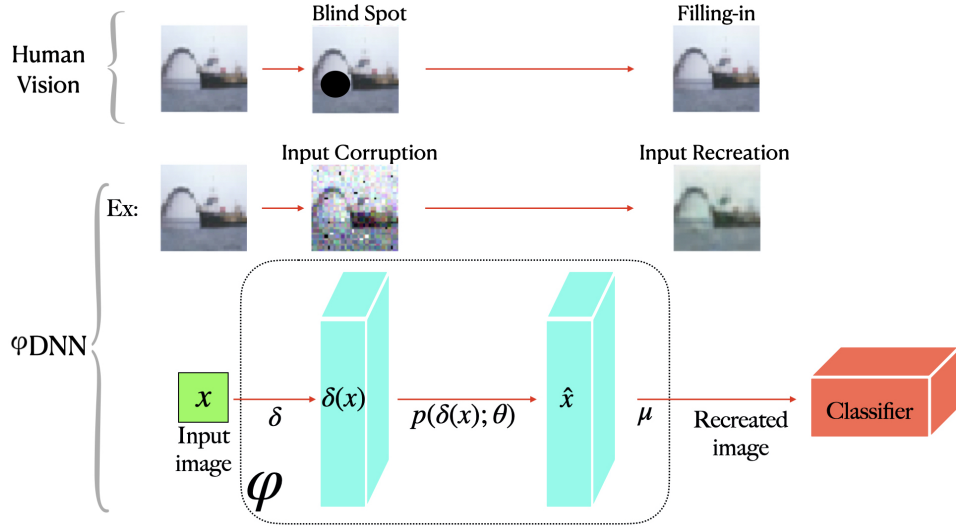 Human
Vision
Blind Spot
Filling-in
Input Corruption
Input Recreation
Ex:
φDNN
x
Input
image
δ
δ(x)
p(δ(x); θ)
x̂
μ
Recreated
image
Classifier
φ